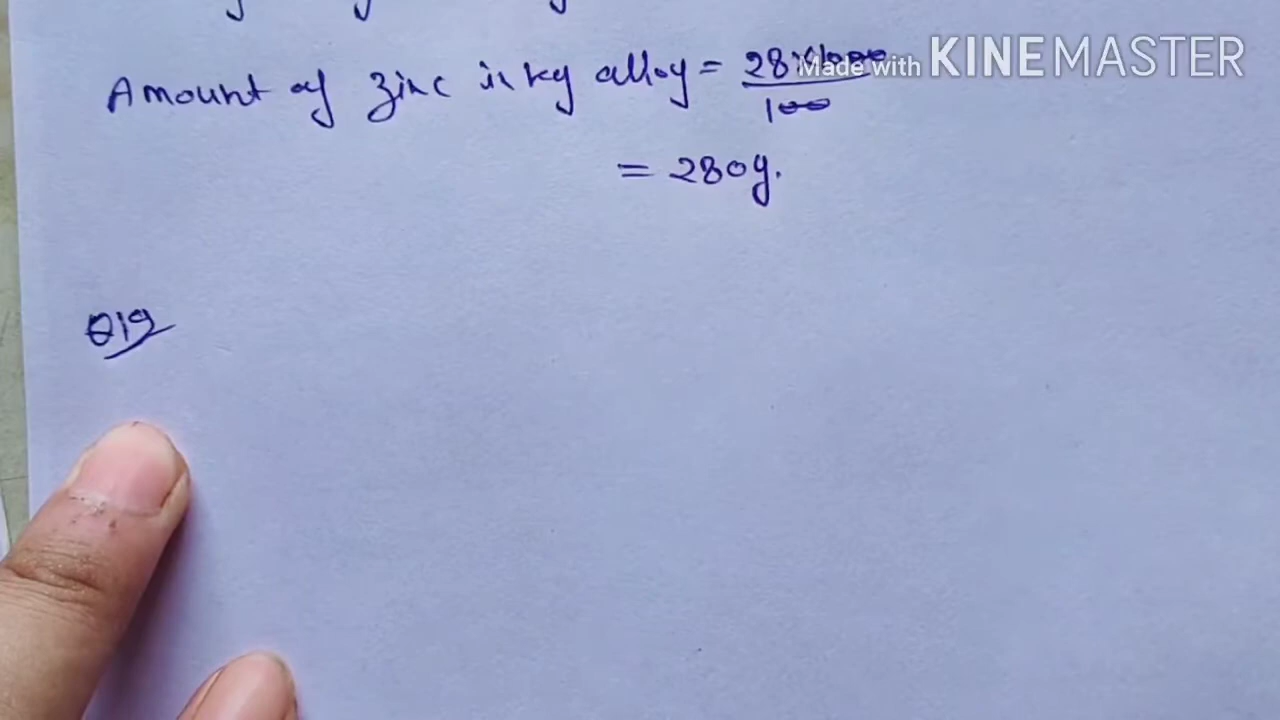 Amount of Zinc in kg alloy = 28×1000
Made with KINEMASTER
100
= 280g.
Q19